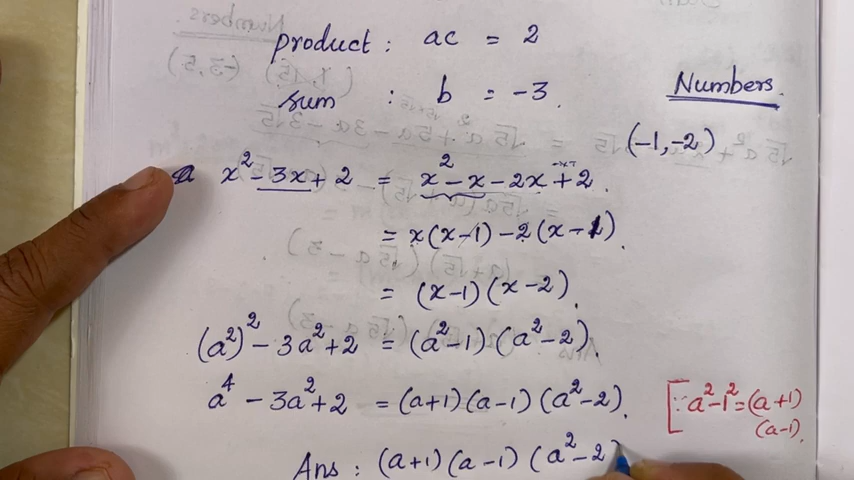 product : ac = 2
sum : b = -3.
Numbers.
(-1, -2)
x² - 3x + 2 = x² - x - 2x + 2.
= x(x-1) - 2(x-1).
= (x-1)(x-2).
(a²)² - 3a² + 2 = (a²-1)(a²-2).
a⁴ - 3a² + 2 = (a+1)(a-1)(a²-2).
[∵ a² - 1² = (a+1)
(a-1).
Ans : (a+1)(a-1)(a²-2)